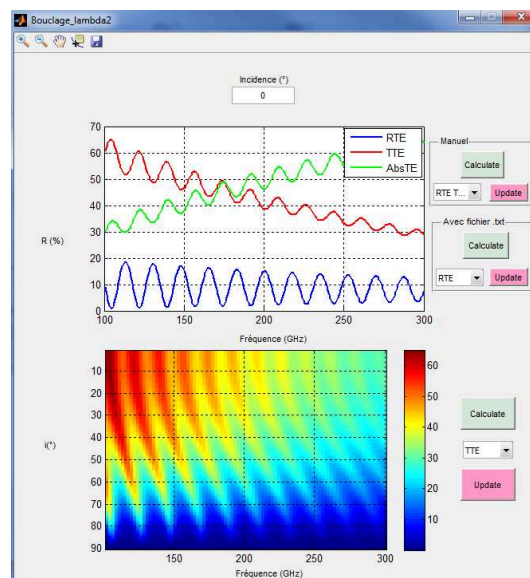 Bouclage_lambda2
Incidence (°)
0
70
60
50
40
30
20
10
0
R (%)
100
150
200
250
300
Fréquence (GHz)
RTE
TTE
AbsTE
Manuel
Calculate
RTE T...
Update
Avec fichier .txt
Calculate
RTE
Update
10
20
30
40
50
60
70
80
90
i(°)
150
200
250
300
Fréquence (GHz)
60
50
40
30
20
10
Calculate
TTE
Update